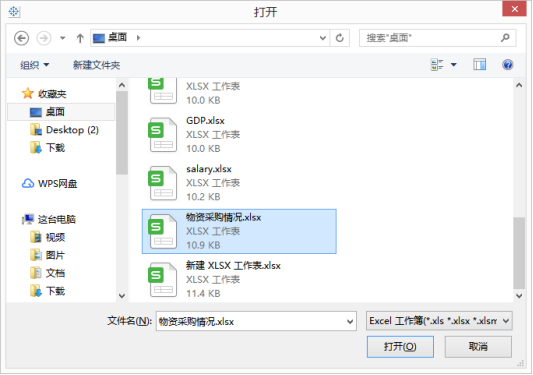 打开
桌面
搜索"桌面"
组织
新建文件夹
收藏夹
桌面
Desktop (2)
下载
WPS网盘
这台电脑
视频
图片
文档
下载
XLSX 工作表
10.0 KB
GDP.xlsx
XLSX 工作表
10.0 KB
salary.xlsx
XLSX 工作表
10.2 KB
物资采购情况.xlsx
XLSX 工作表
10.9 KB
新建 XLSX 工作表.xlsx
XLSX 工作表
11.4 KB
文件名(N):
物资采购情况.xlsx
Excel 工作簿(*.xls *.xlsx *.xlsm
打开(O)
取消